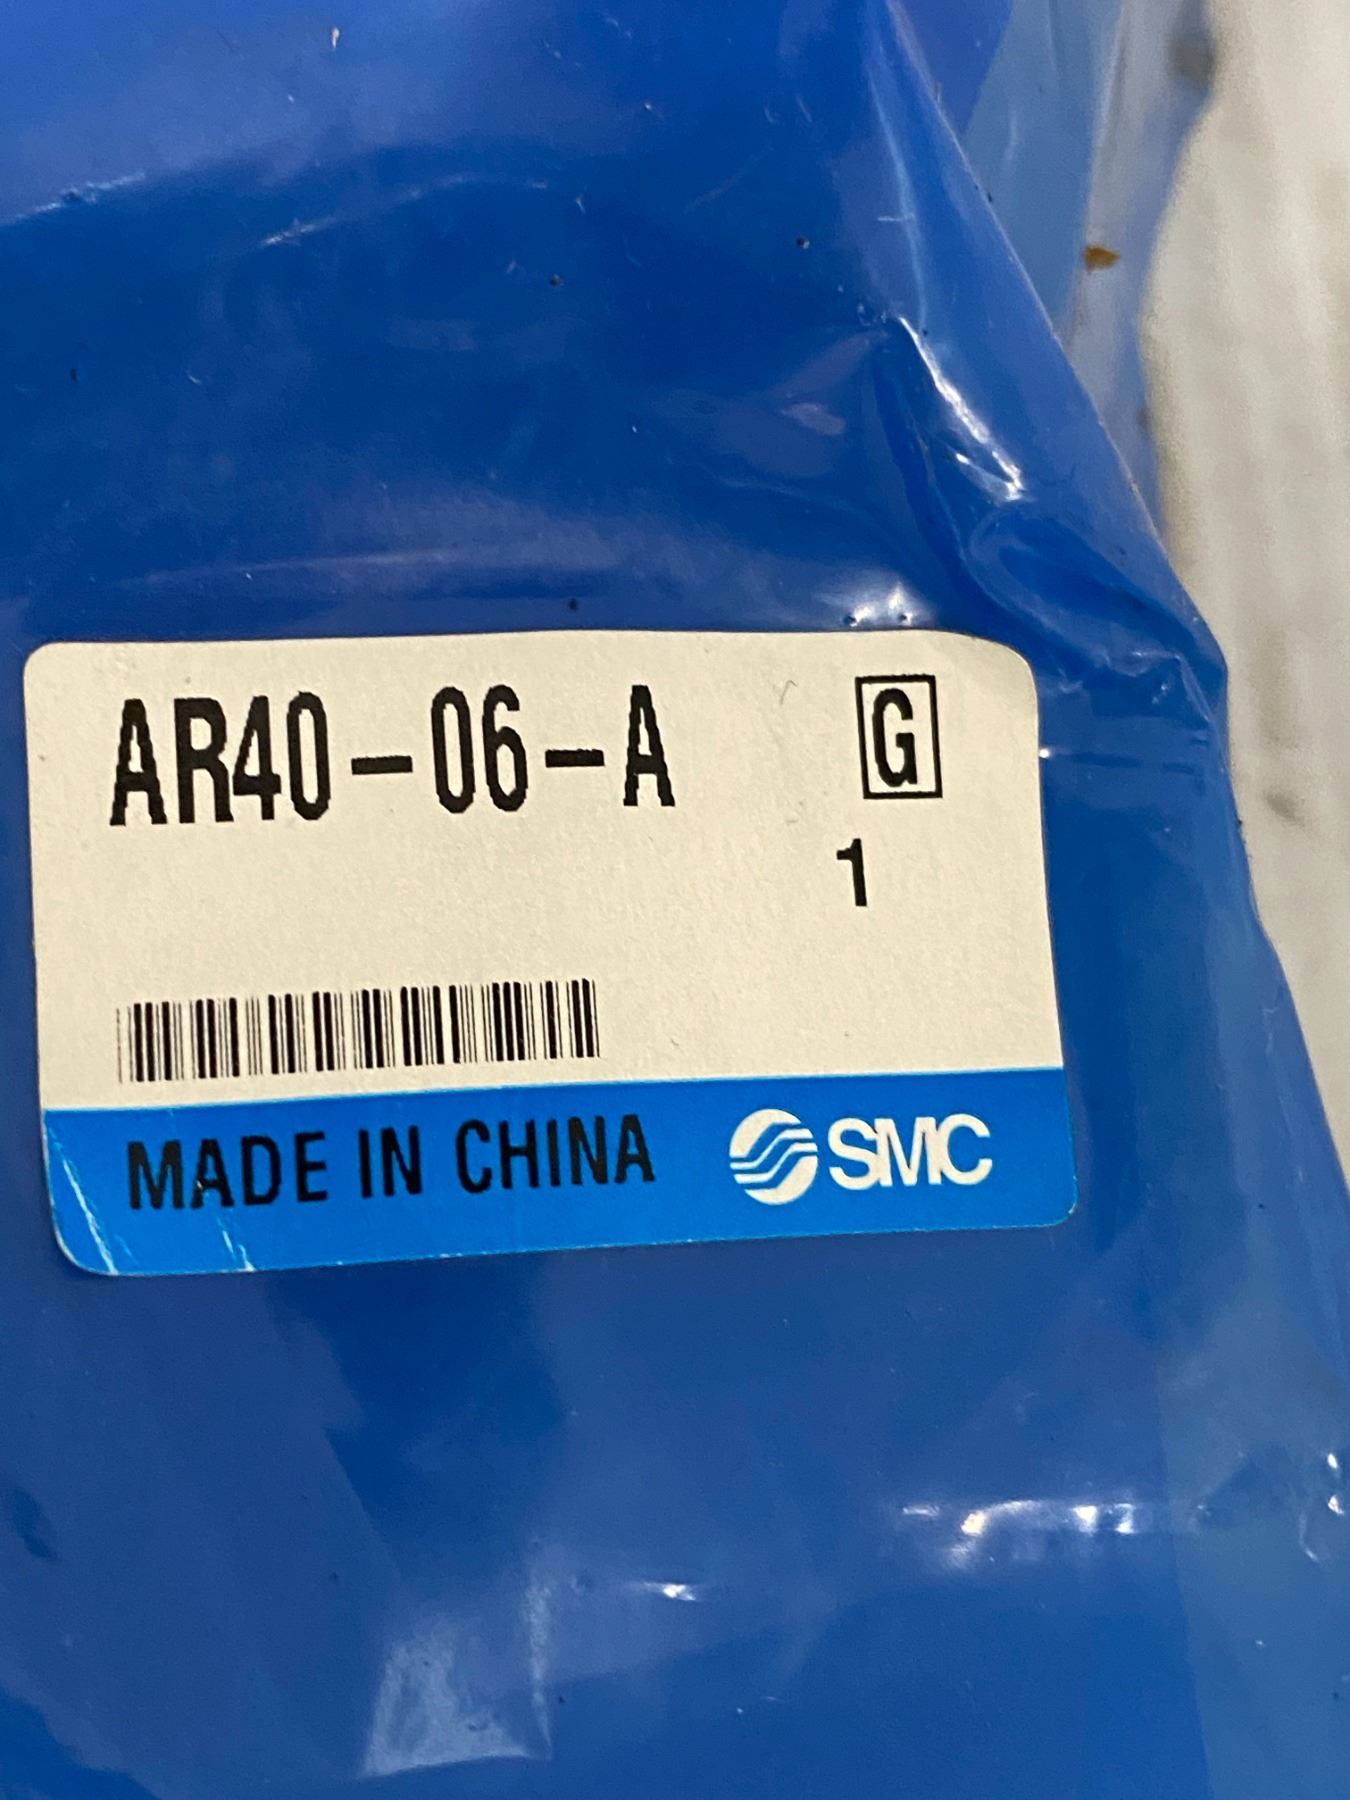 AR40-06-A G
1
MADE IN CHINA SMC